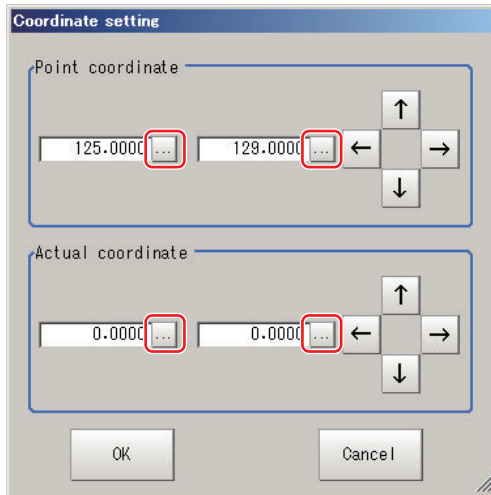 Coordinate setting
Point coordinate
125.0000 ... 129.0000 ...
Actual coordinate
0.0000 ... 0.0000 ...
OK Cancel